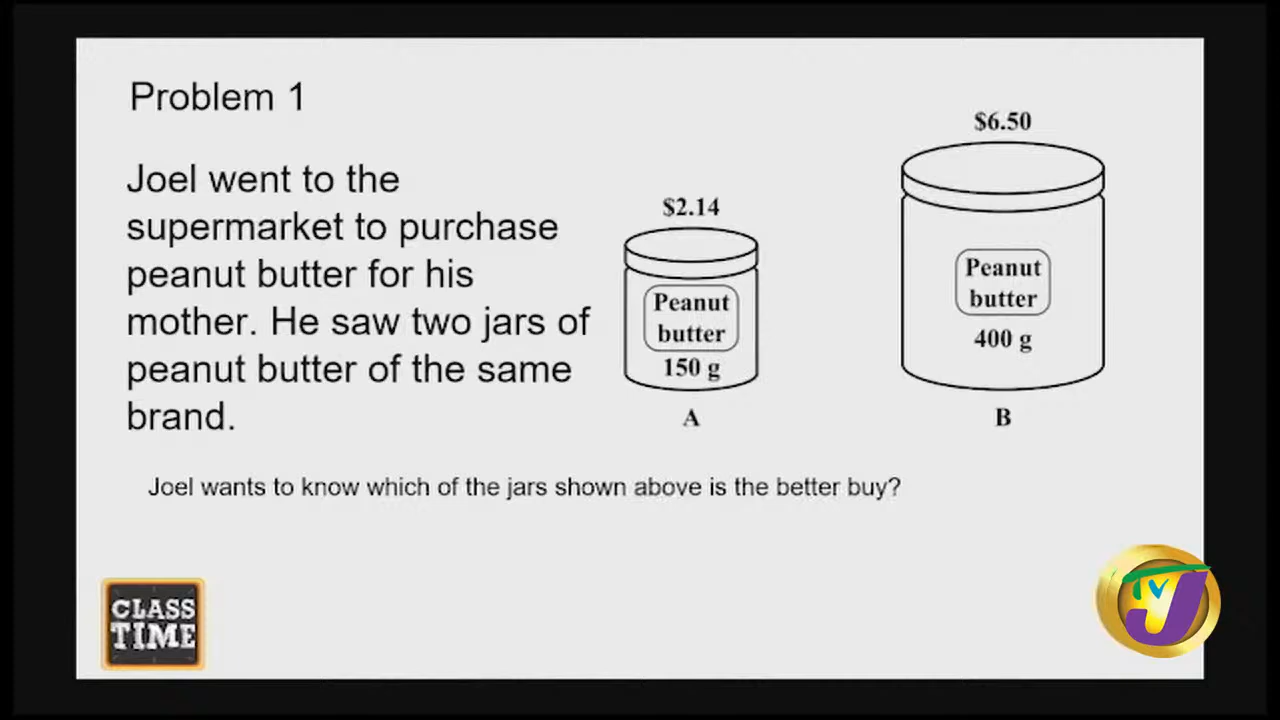 Problem 1
Joel went to the
supermarket to purchase
peanut butter for his
mother. He saw two jars of
peanut butter of the same
brand.
$2.14
Peanut
butter
150 g
A
$6.50
Peanut
butter
400 g
B
Joel wants to know which of the jars shown above is the better buy?
CLASS
TIME
TVJ